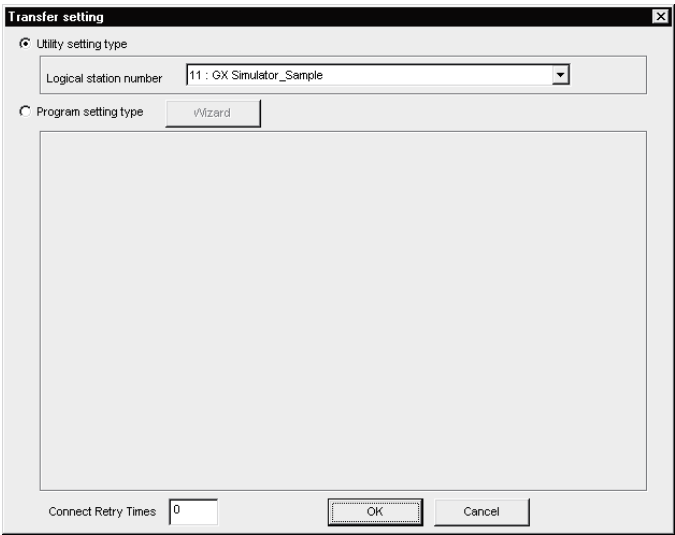 Transfer setting
Utility setting type
Logical station number
11 : GX Simulator_Sample
Program setting type
Wizard
Connect Retry Times
0
OK
Cancel